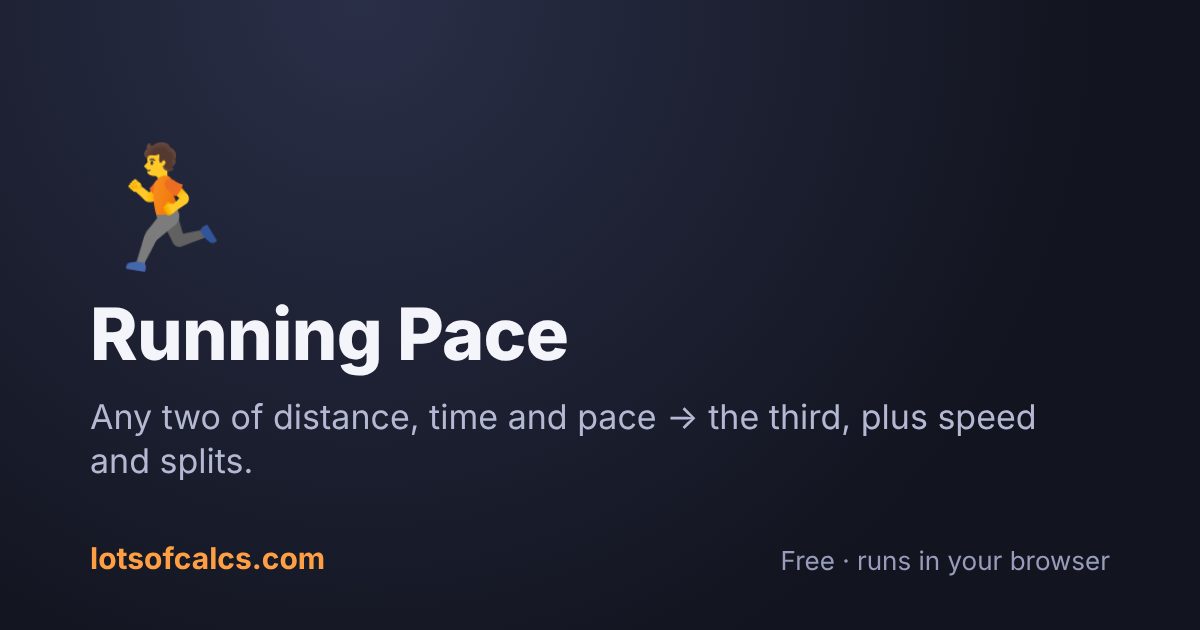 Running Pace
Any two of distance, time and pace → the third, plus speed
and splits.
lotsofcalcs.com
Free · runs in your browser